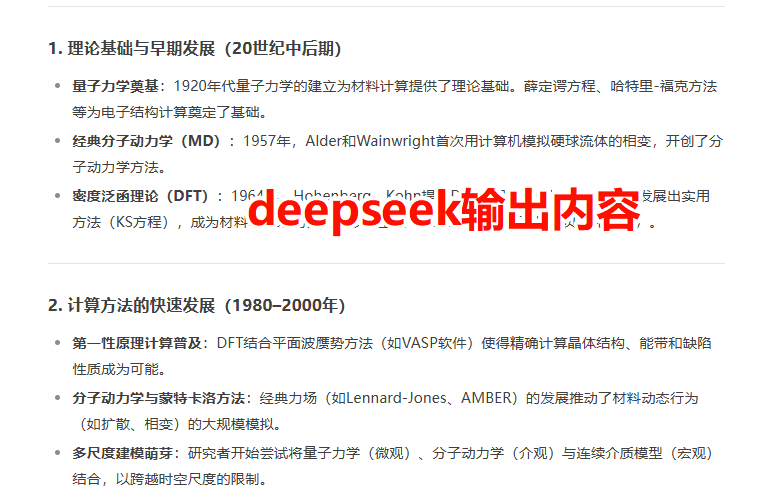 1. 理论基础与早期发展（20世纪中后期）
量子力学奠基：1920年代量子力学的建立为材料计算提供了理论基础。薛定谔方程、哈特里-福克方法
等为电子结构计算奠定了基础。
经典分子动力学（MD）：1957年，Alder和Wainwright首次用计算机模拟硬球流体的相变，开创了分
子动力学方法。
密度泛函理论（DFT）：1964年，Hohenberg、Kohn提 发展出实用
方法（KS方程），成为材料 。
deepseek输出内容
2. 计算方法的快速发展（1980–2000年）
第一性原理计算普及：DFT结合平面波赝势方法（如VASP软件）使得精确计算晶体结构、能带和缺陷
性质成为可能。
分子动力学与蒙特卡洛方法：经典力场（如Lennard-Jones、AMBER）的发展推动了材料动态行为
（如扩散、相变）的大规模模拟。
多尺度建模萌芽：研究者开始尝试将量子力学（微观）、分子动力学（介观）与连续介质模型（宏观）
结合，以跨越时空尺度的限制。